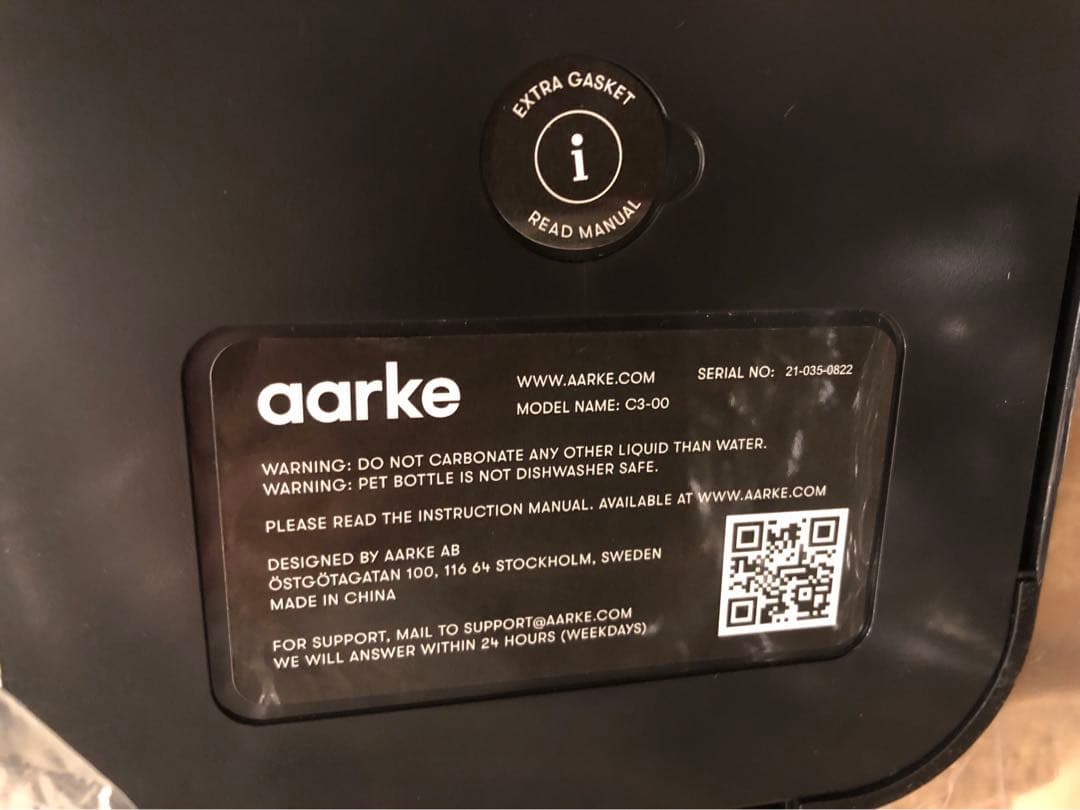 EXTRA GASKET
i
READ MANUAL
aarke
WWW.AARKE.COM
MODEL NAME: C3-00
SERIAL NO: 21-035-0822
WARNING: DO NOT CARBONATE ANY OTHER LIQUID THAN WATER.
WARNING: PET BOTTLE IS NOT DISHWASHER SAFE.
PLEASE READ THE INSTRUCTION MANUAL. AVAILABLE AT WWW.AARKE.COM
DESIGNED BY AARKE AB
ÖSTGÖTAGATAN 100, 116 64 STOCKHOLM, SWEDEN
MADE IN CHINA
FOR SUPPORT, MAIL TO SUPPORT@AARKE.COM
WE WILL ANSWER WITHIN 24 HOURS (WEEKDAYS)